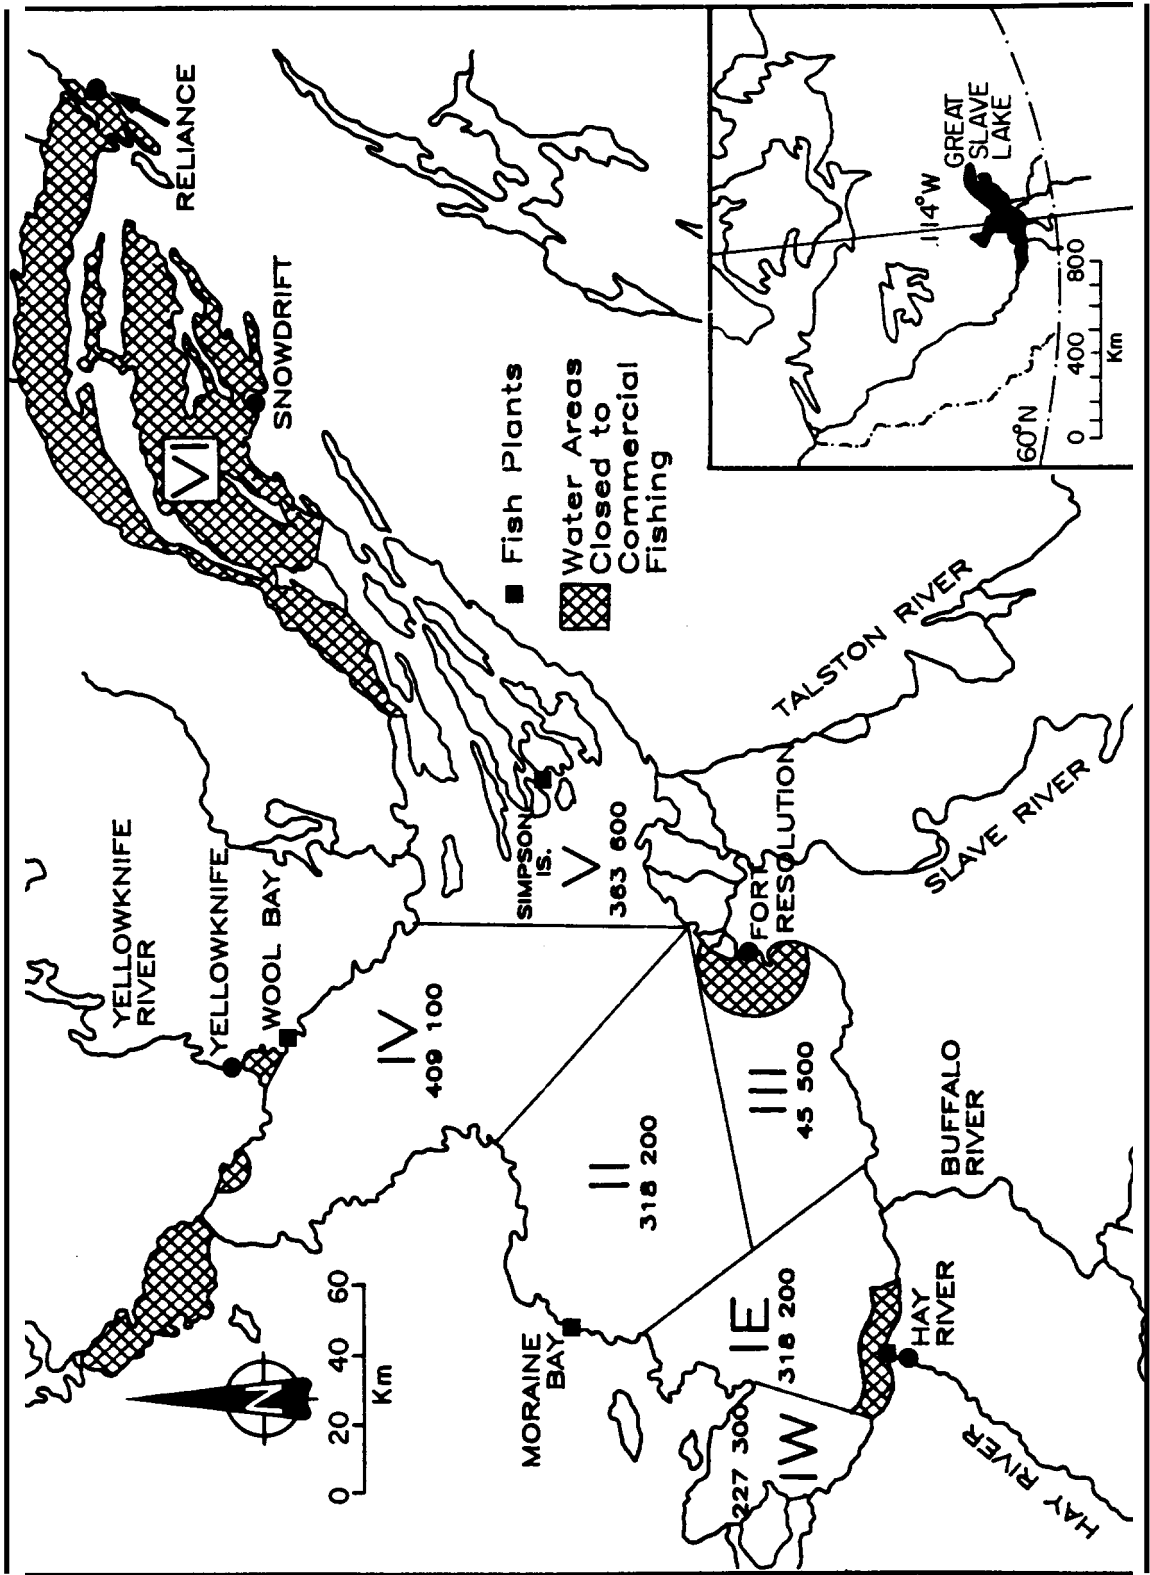 RELIANCE
VI
SNOWDRIFT
YELLOWKNIFE
RIVER
YELLOWKNIFE
WOOL BAY
SIMPSON
IS.
V
363 600
IV
409 100
II
318 200
III
45 500
IE
318 200
IW
227 300
MORAINE
BAY
FORT
RESOLUTION
TALSTON RIVER
SLAVE RIVER
BUFFALO
RIVER
HAY
RIVER
HAY RIVER
N
0 20 40 60
Km
Fish Plants
Water Areas
Closed to
Commercial
Fishing
114°W
GREAT
SLAVE
LAKE
60°N
0 400 800
Km